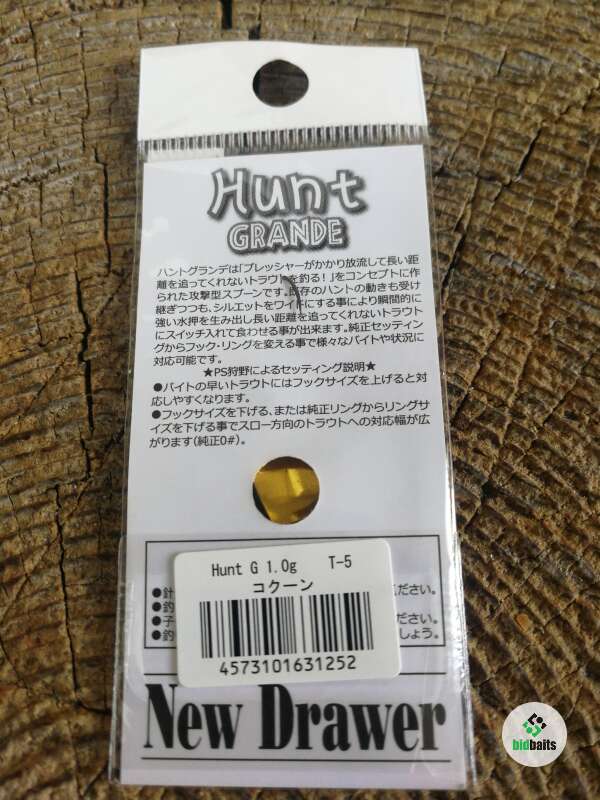 Hunt
GRANDE
ハントグランデは「プレッシャーがかかり放流して長い距
離を追ってくれないトラウトを釣る!」をコンセプトに作
られた攻撃型スプーンです。既存のハントの動きも受け
継ぎつつも、シルエットをワイドにする事により瞬間的に
強い水押を生み出し長い距離を追ってくれないトラウト
にスイッチ入れて食わせる事が出来ます。純正セッティン
グからフック・リングを変える事で様々なバイトや状況に
対応可能です。
★PS狩野によるセッティング説明★
●バイトの早いトラウトにはフックサイズを上げると対
応しやすくなります。
●フックサイズを下げる、または純正リングからリングサ
イズを下げる事でスロー方向のトラウトへの対応幅が広
がります(純正0#)。
Hunt G 1.0g T-5
コクーン
4573101631252
●針
ください。
●釣
●子
ださい。
●釣
しょう。
New Drawer
bidbaits